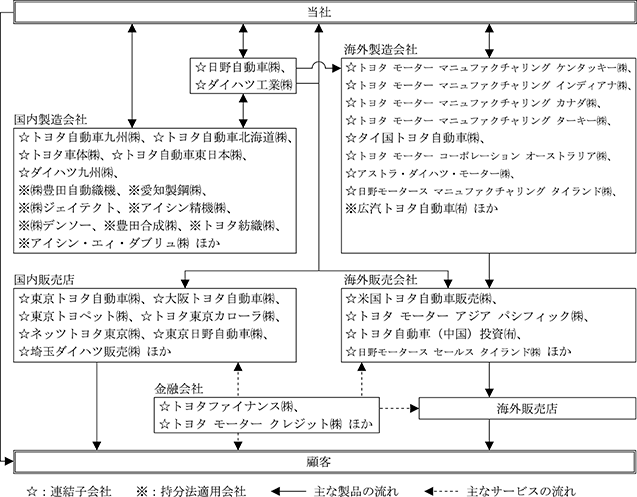 当社
☆日野自動車㈱、
☆ダイハツ工業㈱
海外製造会社
☆トヨタ モーター マニュファクチャリング ケンタッキー㈱、
☆トヨタ モーター マニュファクチャリング インディアナ㈱、
☆トヨタ モーター マニュファクチャリング カナダ㈱、
☆トヨタ モーター マニュファクチャリング ターキー㈱、
☆タイ国トヨタ自動車㈱、
☆トヨタ モーター コーポレーション オーストラリア㈱、
☆アストラ・ダイハツ・モーター㈱、
☆日野モータース マニュファクチャリング タイランド㈱、
※広汽トヨタ自動車㈲ ほか
国内製造会社
☆トヨタ自動車九州㈱、☆トヨタ自動車北海道㈱、
☆トヨタ車体㈱、☆トヨタ自動車東日本㈱、
☆ダイハツ九州㈱、
※㈱豊田自動織機、※愛知製鋼㈱、
※㈱ジェイテクト、※アイシン精機㈱、
※㈱デンソー、※豊田合成㈱、※トヨタ紡織㈱、
※アイシン・エィ・ダブリュ㈱ ほか
国内販売店
☆東京トヨタ自動車㈱、☆大阪トヨタ自動車㈱、
☆東京トヨペット㈱、☆トヨタ東京カローラ㈱、
☆ネッツトヨタ東京㈱、☆東京日野自動車㈱、
☆埼玉ダイハツ販売㈱ ほか
海外販売会社
☆米国トヨタ自動車販売㈱、
☆トヨタ モーター アジア パシフィック㈱、
☆トヨタ自動車（中国）投資㈲、
☆日野モータース セールス タイランド㈱ ほか
金融会社
☆トヨタファイナンス㈱、
☆トヨタ モーター クレジット㈱ ほか
海外販売店
顧客
☆：連結子会社 ※：持分法適用会社 主な製品の流れ 主なサービスの流れ